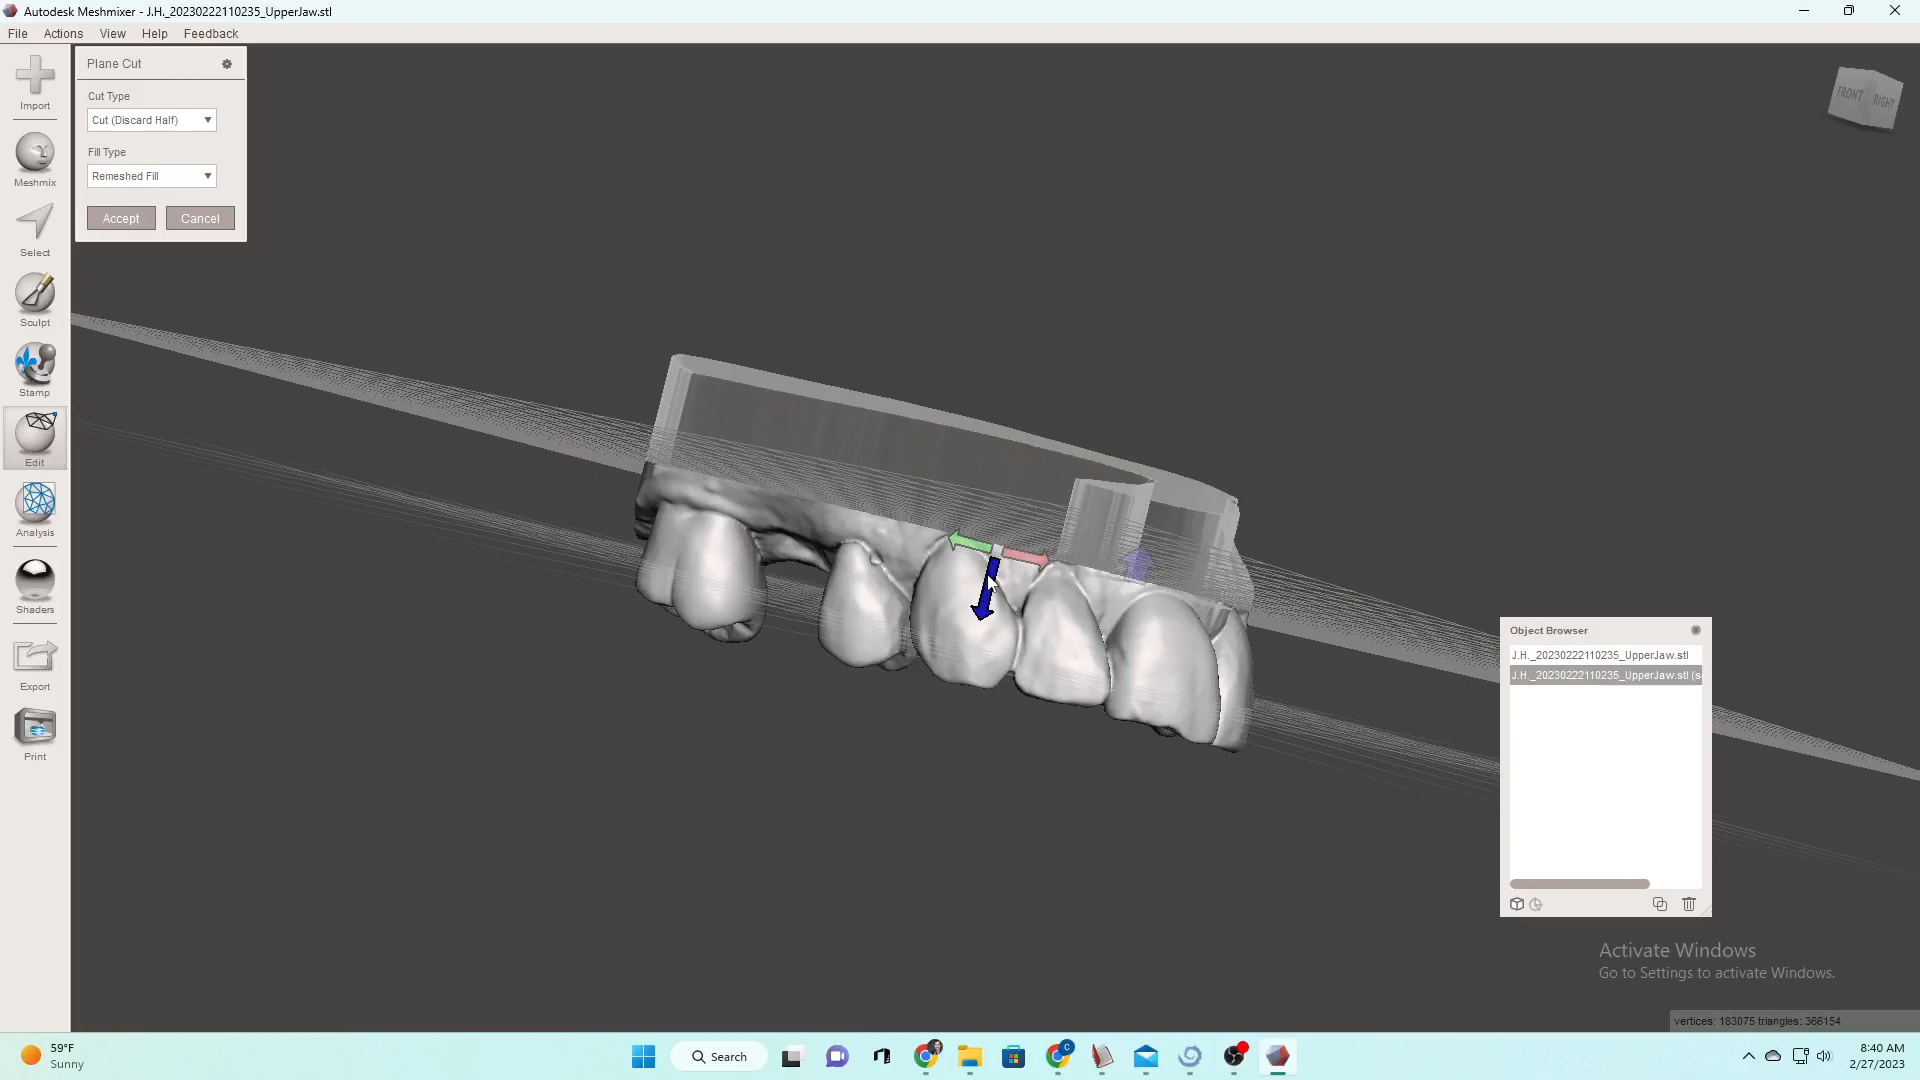 Autodesk Meshmixer - J.H._20230222110235_UpperJaw.stl
File Actions View Help Feedback
Import
Meshmix
Select
Sculpt
Stamp
Edit
Analysis
Shaders
Export
Print
Plane Cut
Cut Type
Cut (Discard Half)
Fill Type
Remeshed Fill
Accept Cancel
FRONT RIGHT
Object Browser
J.H._20230222110235_UpperJaw.stl
J.H._20230222110235_UpperJaw.stl (s
Activate Windows
Go to Settings to activate Windows.
vertices: 183075 triangles: 366154
59°F
Sunny
Search
C
8:40 AM
2/27/2023